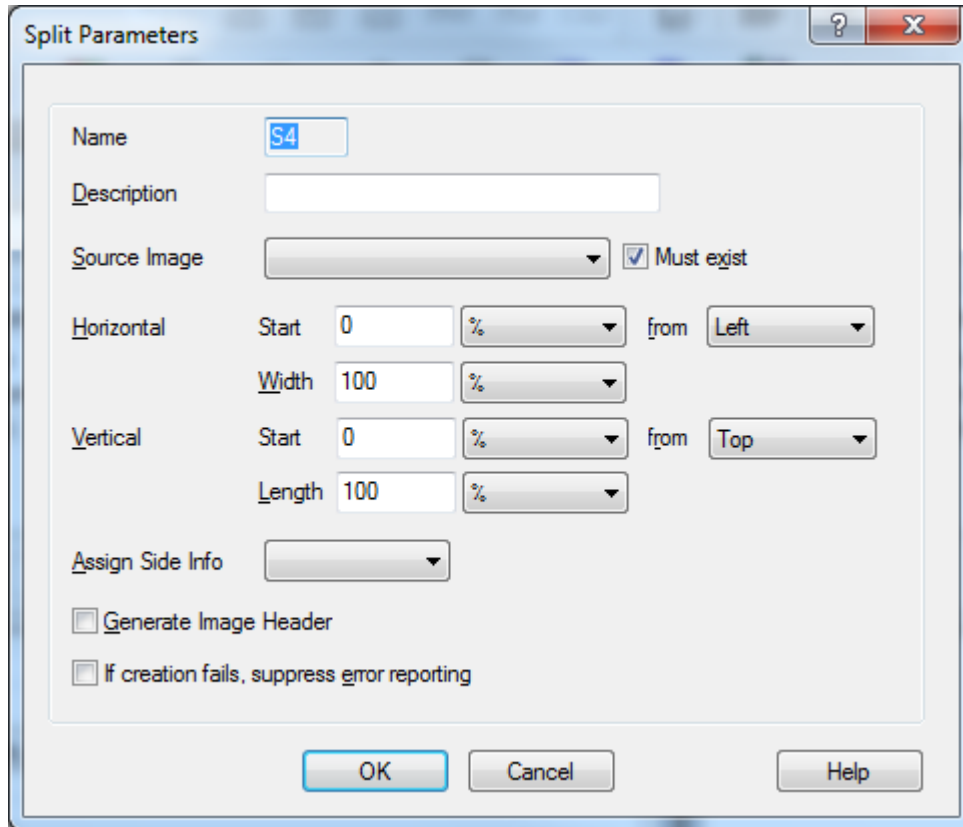 Split Parameters ? X
Name S4
Description
Source Image Must exist
Horizontal Start 0 % from Left
Width 100 %
Vertical Start 0 % from Top
Length 100 %
Assign Side Info
Generate Image Header
If creation fails, suppress error reporting
OK Cancel Help